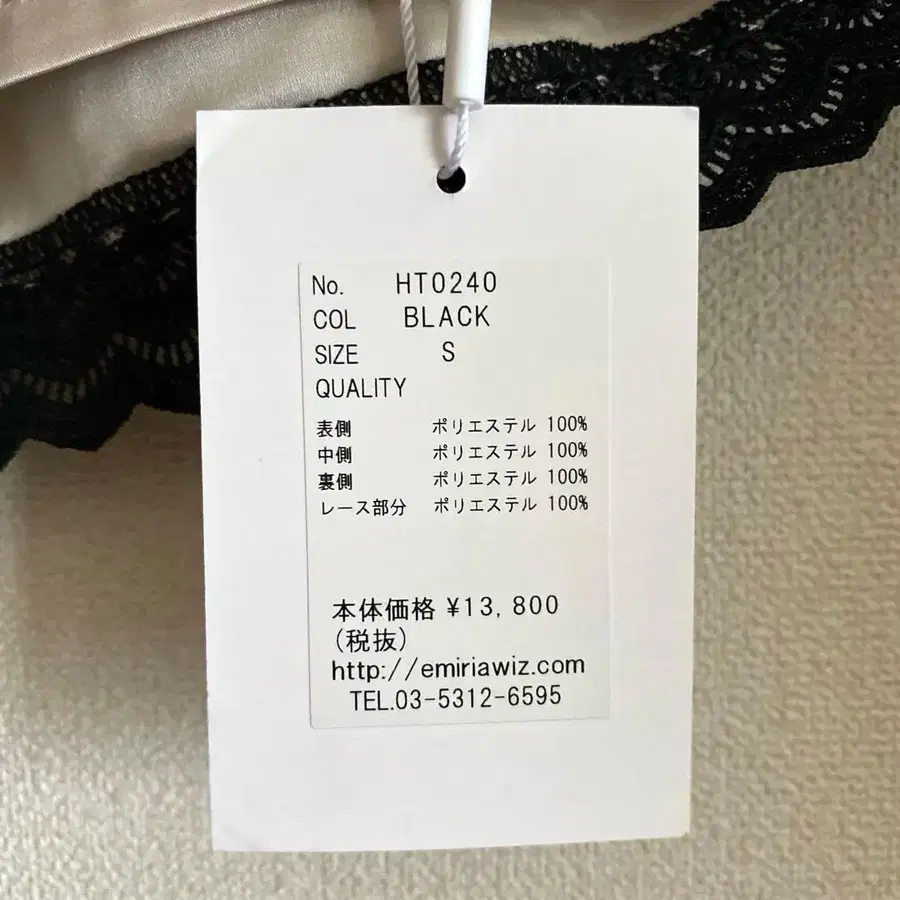 No. HT0240
COL BLACK
SIZE S
QUALITY
表側 ポリエステル 100%
中側 ポリエステル 100%
裏側 ポリエステル 100%
レース部分 ポリエステル 100%
本体価格 ¥13,800
(税抜)
http://emiriawiz.com
TEL.03-5312-6595